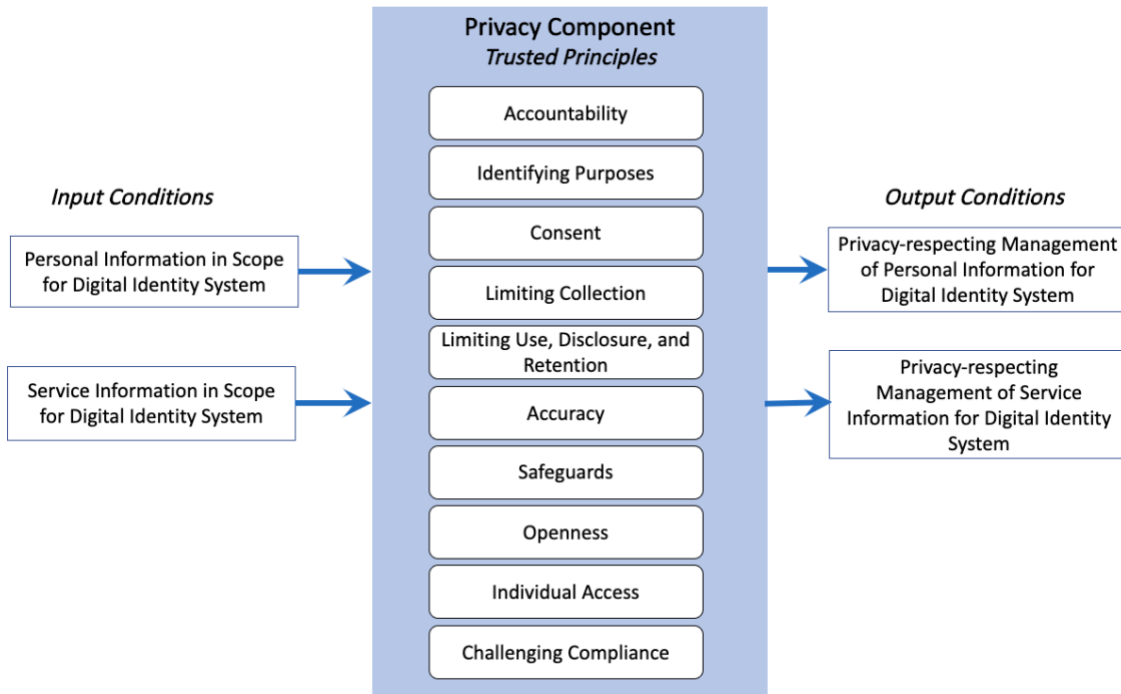 Privacy Component
Trusted Principles
Accountability
Identifying Purposes
Consent
Limiting Collection
Limiting Use, Disclosure, and
Retention
Accuracy
Safeguards
Openness
Individual Access
Challenging Compliance
Input Conditions
Personal Information in Scope
for Digital Identity System
Service Information in Scope
for Digital Identity System
Output Conditions
Privacy-respecting Management
of Personal Information for
Digital Identity System
Privacy-respecting
Management of Service
Information for Digital Identity
System